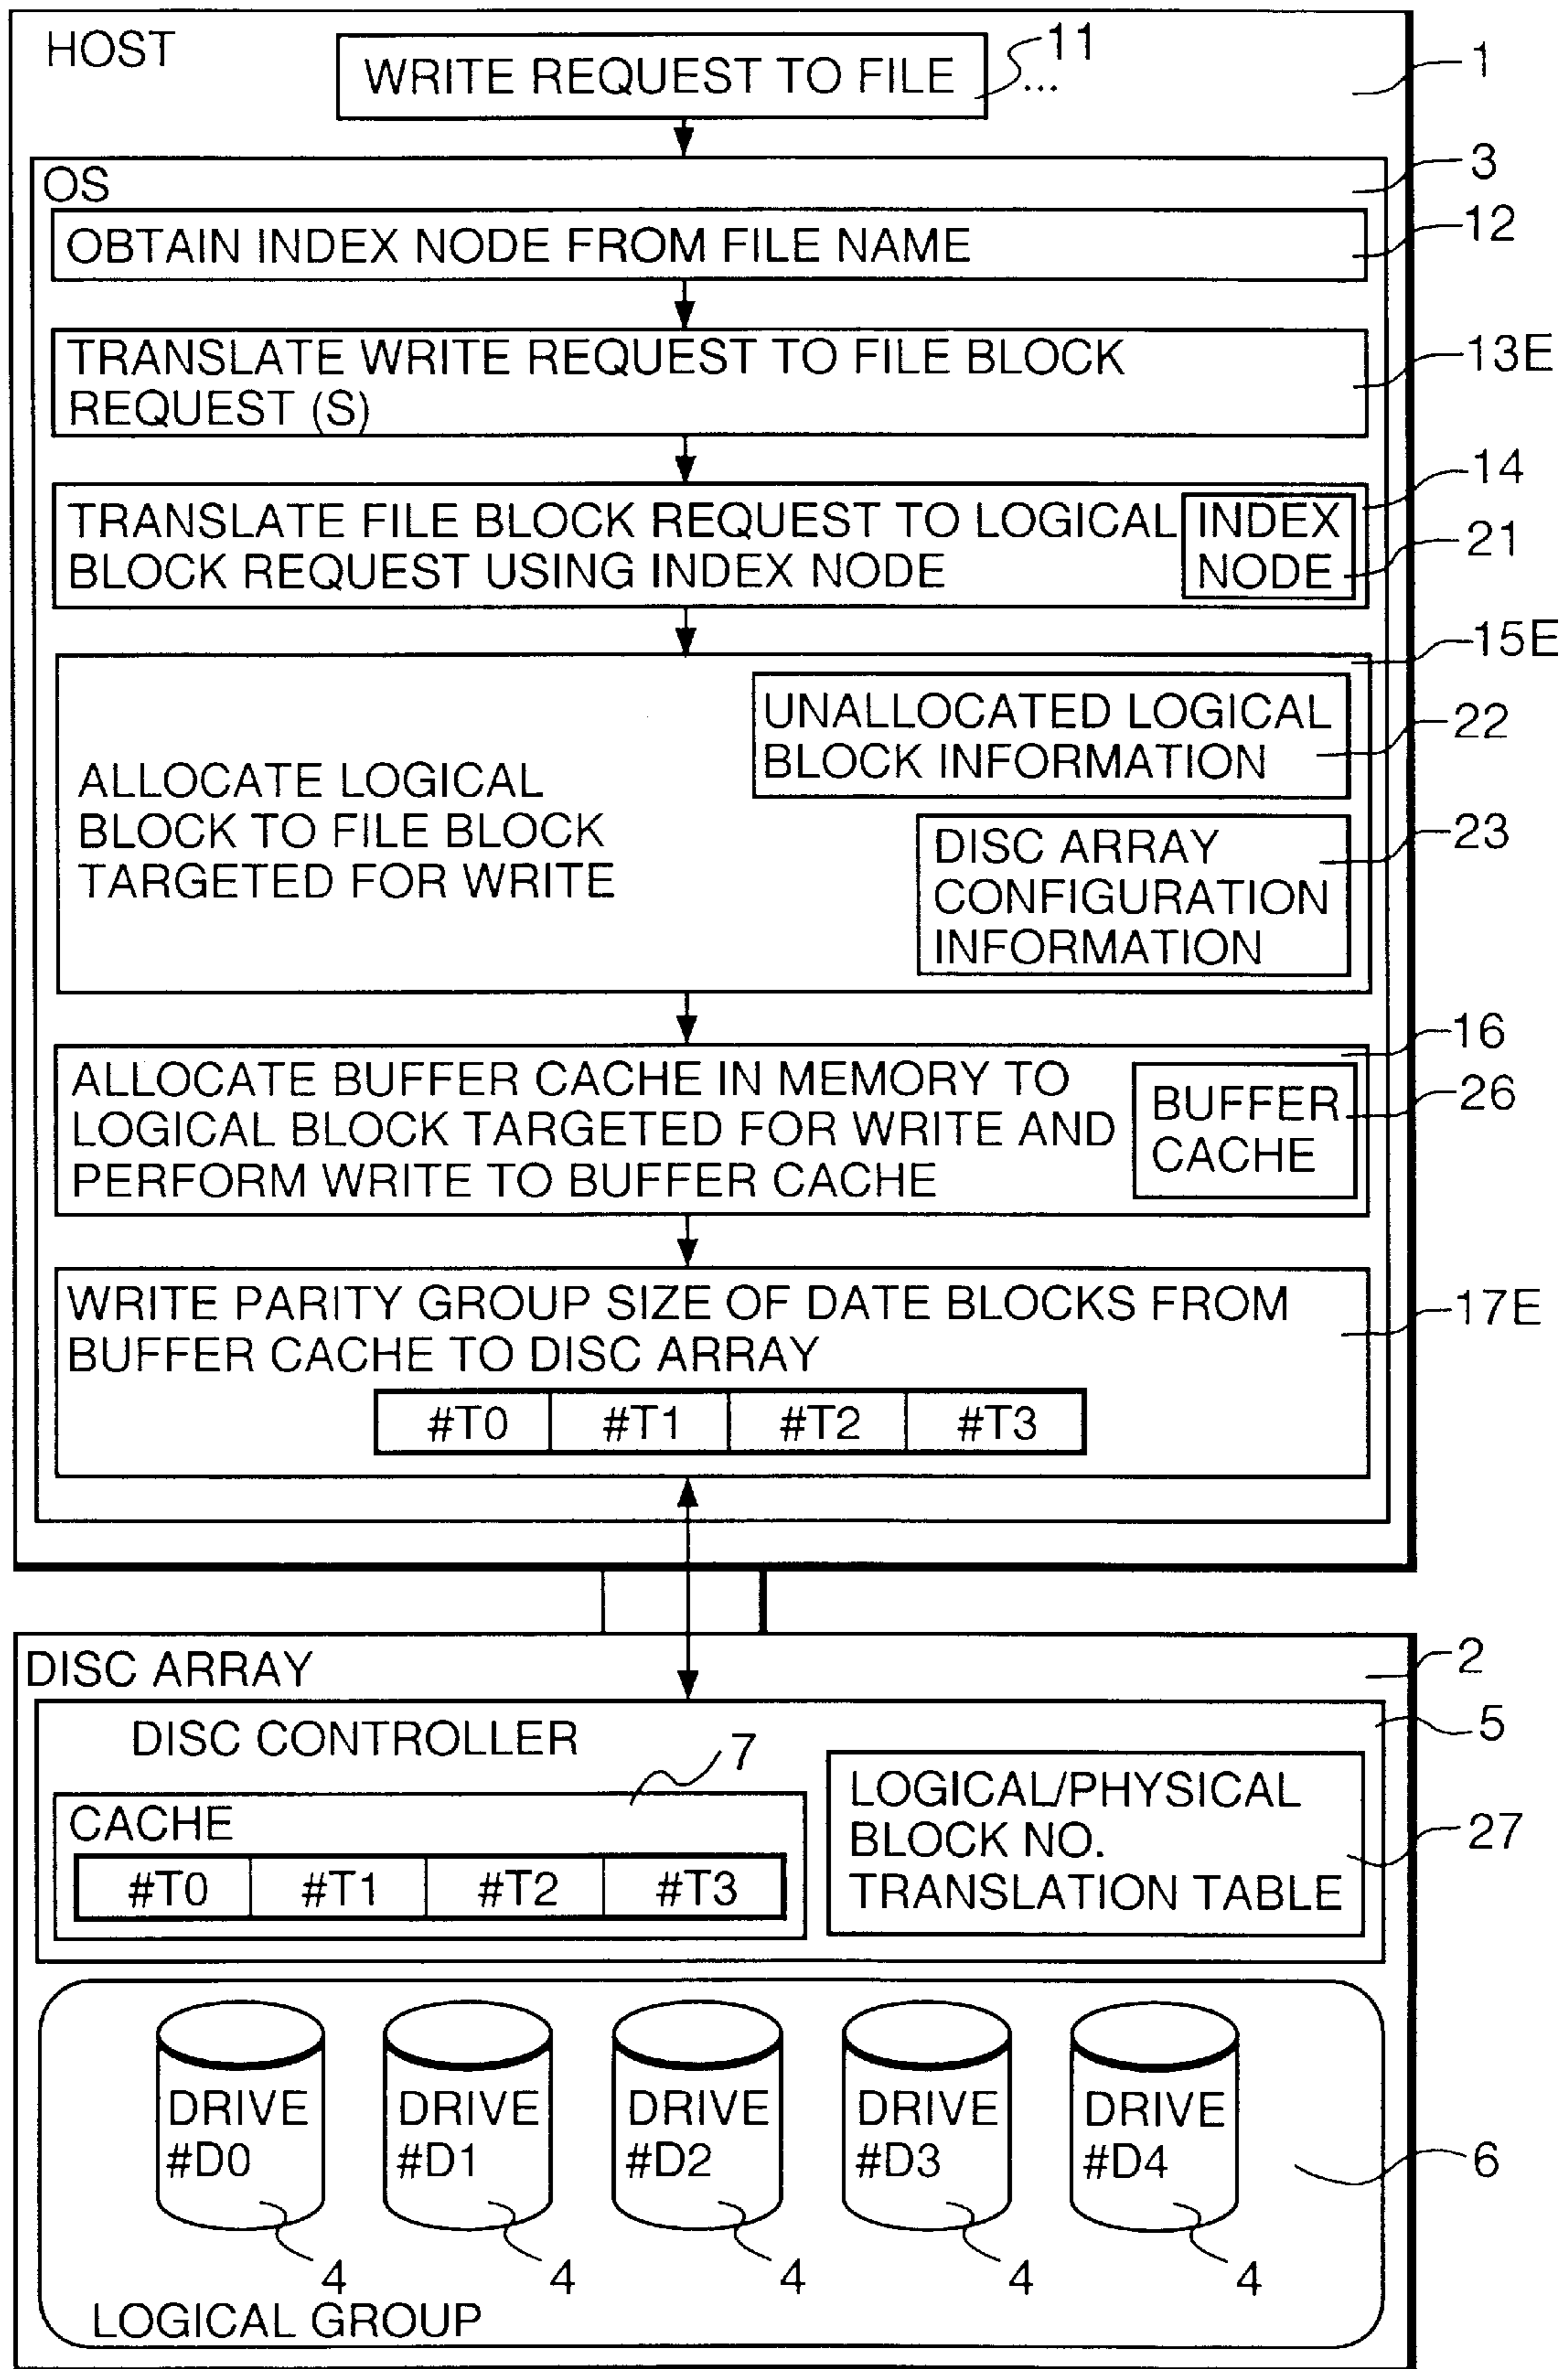 HOST
WRITE REQUEST TO FILE
11
...
1
OS
3
OBTAIN INDEX NODE FROM FILE NAME
12
TRANSLATE WRITE REQUEST TO FILE BLOCK
REQUEST (S)
13E
TRANSLATE FILE BLOCK REQUEST TO LOGICAL
BLOCK REQUEST USING INDEX NODE
INDEX
NODE
14
21
15E
ALLOCATE LOGICAL
BLOCK TO FILE BLOCK
TARGETED FOR WRITE
UNALLOCATED LOGICAL
BLOCK INFORMATION
22
DISC ARRAY
CONFIGURATION
INFORMATION
23
ALLOCATE BUFFER CACHE IN MEMORY TO
LOGICAL BLOCK TARGETED FOR WRITE AND
PERFORM WRITE TO BUFFER CACHE
BUFFER
CACHE
16
26
WRITE PARITY GROUP SIZE OF DATE BLOCKS FROM
BUFFER CACHE TO DISC ARRAY
17E
#T0 #T1 #T2 #T3
DISC ARRAY
2
DISC CONTROLLER
5
7
CACHE
#T0 #T1 #T2 #T3
LOGICAL/PHYSICAL
BLOCK NO.
TRANSLATION TABLE
27
DRIVE
#D0
DRIVE
#D1
DRIVE
#D2
DRIVE
#D3
DRIVE
#D4
6
4 4 4 4 4
LOGICAL GROUP